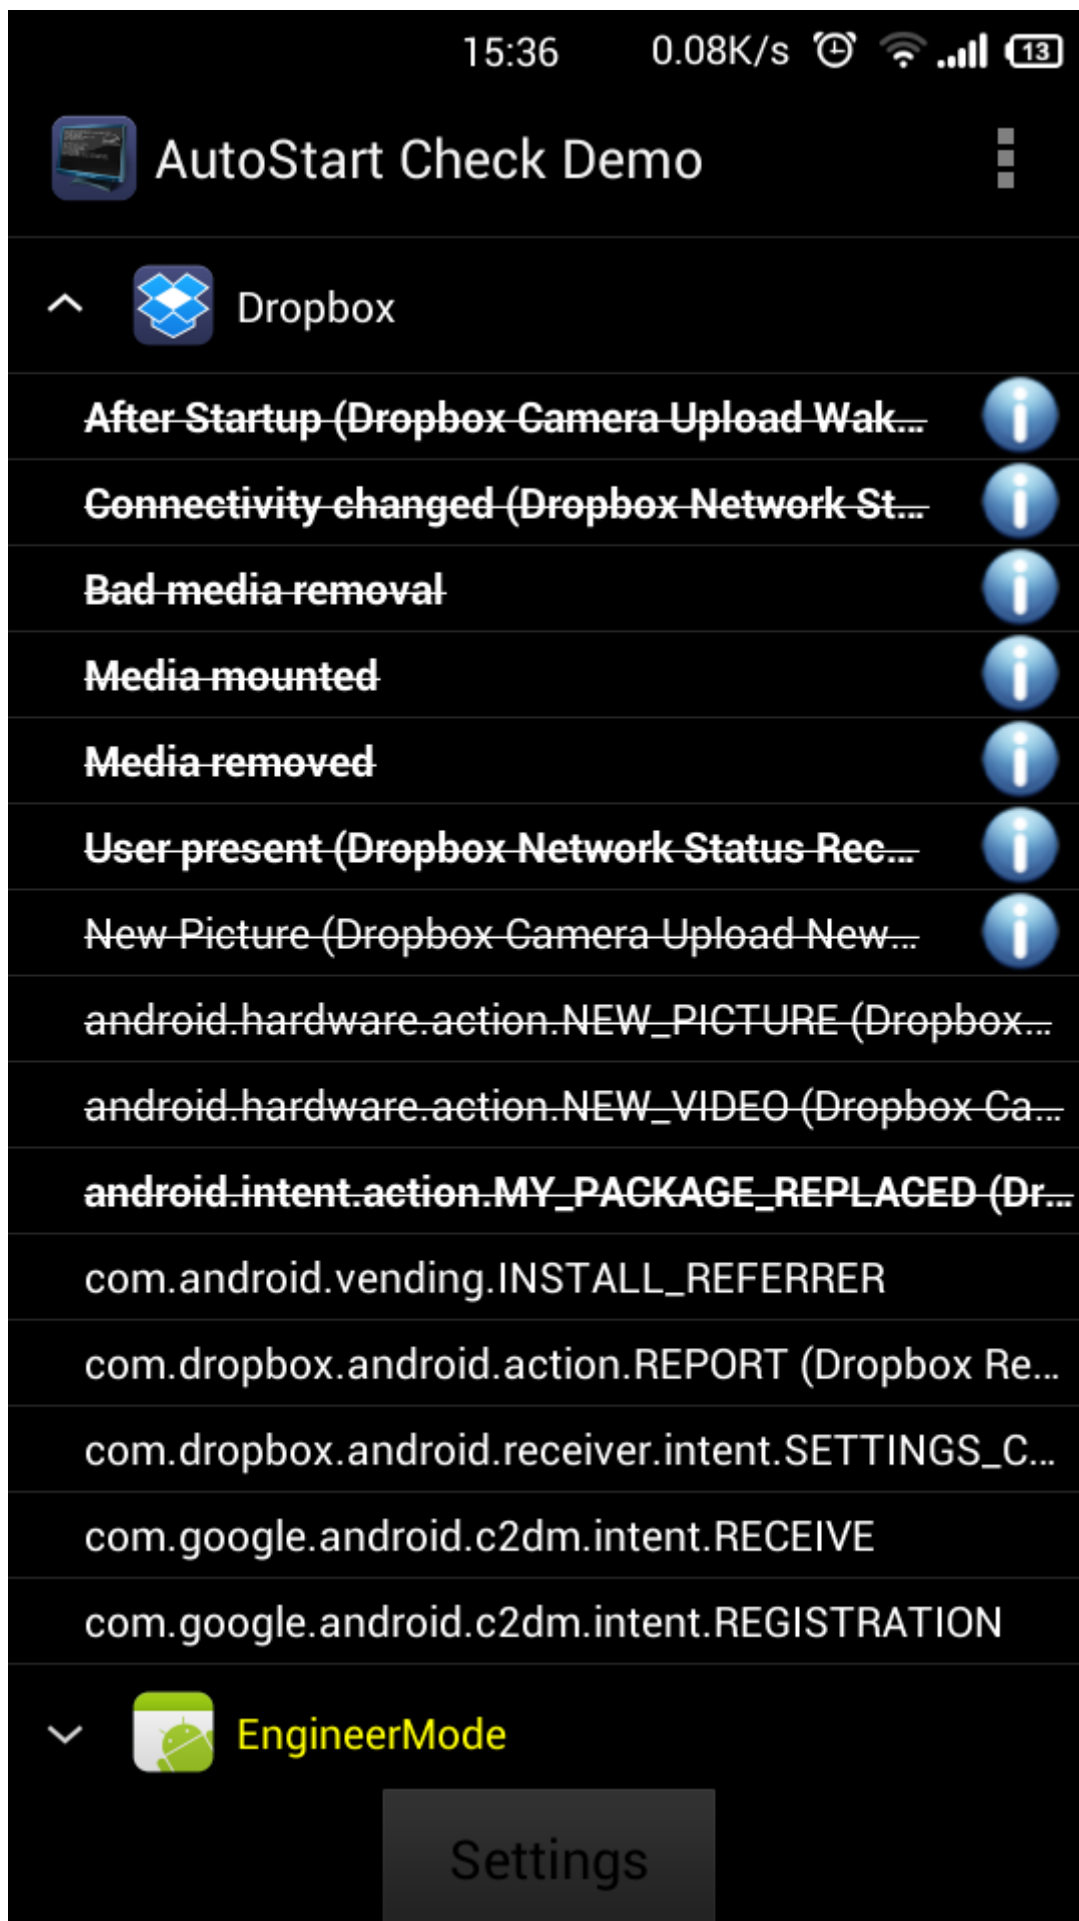 15:36 0.08K/s 13
AutoStart Check Demo
Dropbox
After Startup (Dropbox Camera Upload Wak...
Connectivity changed (Dropbox Network St...
Bad media removal
Media mounted
Media removed
User present (Dropbox Network Status Rec...
New Picture (Dropbox Camera Upload New...
android.hardware.action.NEW_PICTURE (Dropbox...
android.hardware.action.NEW_VIDEO (Dropbox Ca...
android.intent.action.MY_PACKAGE_REPLACED (Dr...
com.android.vending.INSTALL_REFERRER
com.dropbox.android.action.REPORT (Dropbox Re...
com.dropbox.android.receiver.intent.SETTINGS_C...
com.google.android.c2dm.intent.RECEIVE
com.google.android.c2dm.intent.REGISTRATION
EngineerMode
Settings